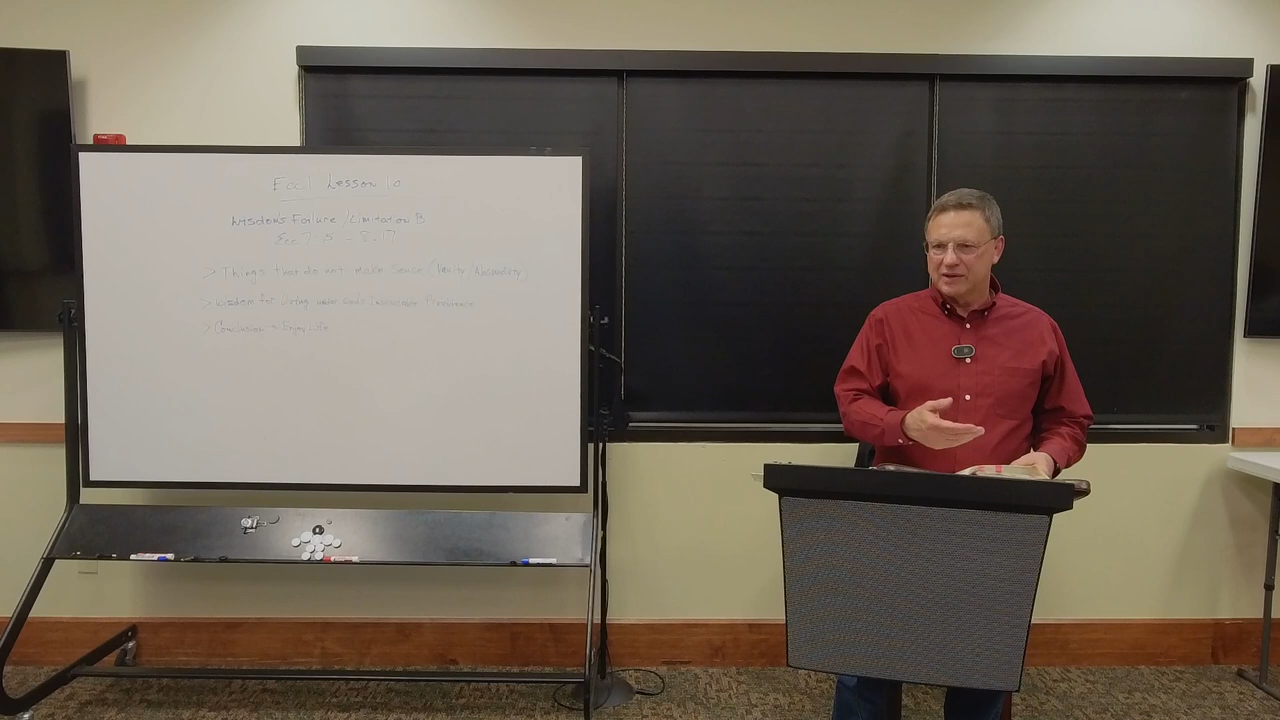 Eccl Lesson 10
Wisdom's Failure/Limitation B
Ecc 7:15 - 8:17
> Things that do not make Sense (Vanity/Absurdity)
> Wisdom for Living under God's Inscrutable Providence
> Conclusion → Enjoy Life